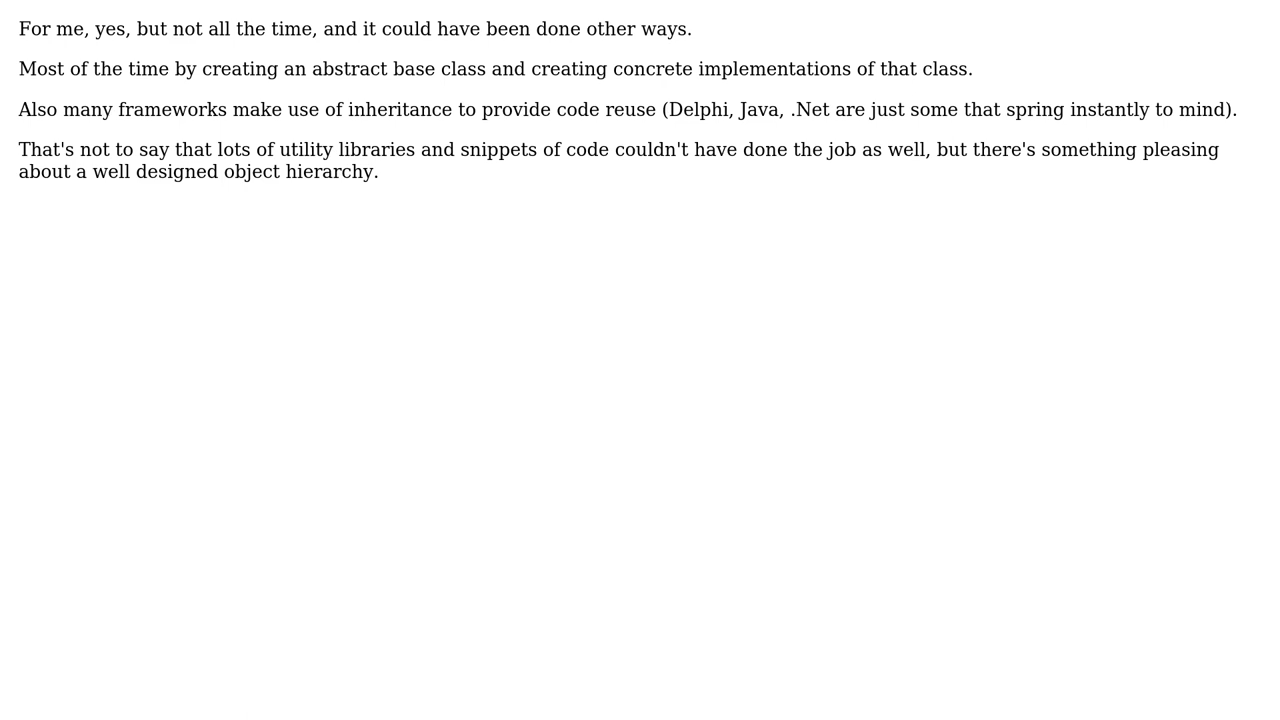 For me, yes, but not all the time, and it could have been done other ways.
Most of the time by creating an abstract base class and creating concrete implementations of that class.
Also many frameworks make use of inheritance to provide code reuse (Delphi, Java, .Net are just some that spring instantly to mind).
That's not to say that lots of utility libraries and snippets of code couldn't have done the job as well, but there's something pleasing
about a well designed object hierarchy.